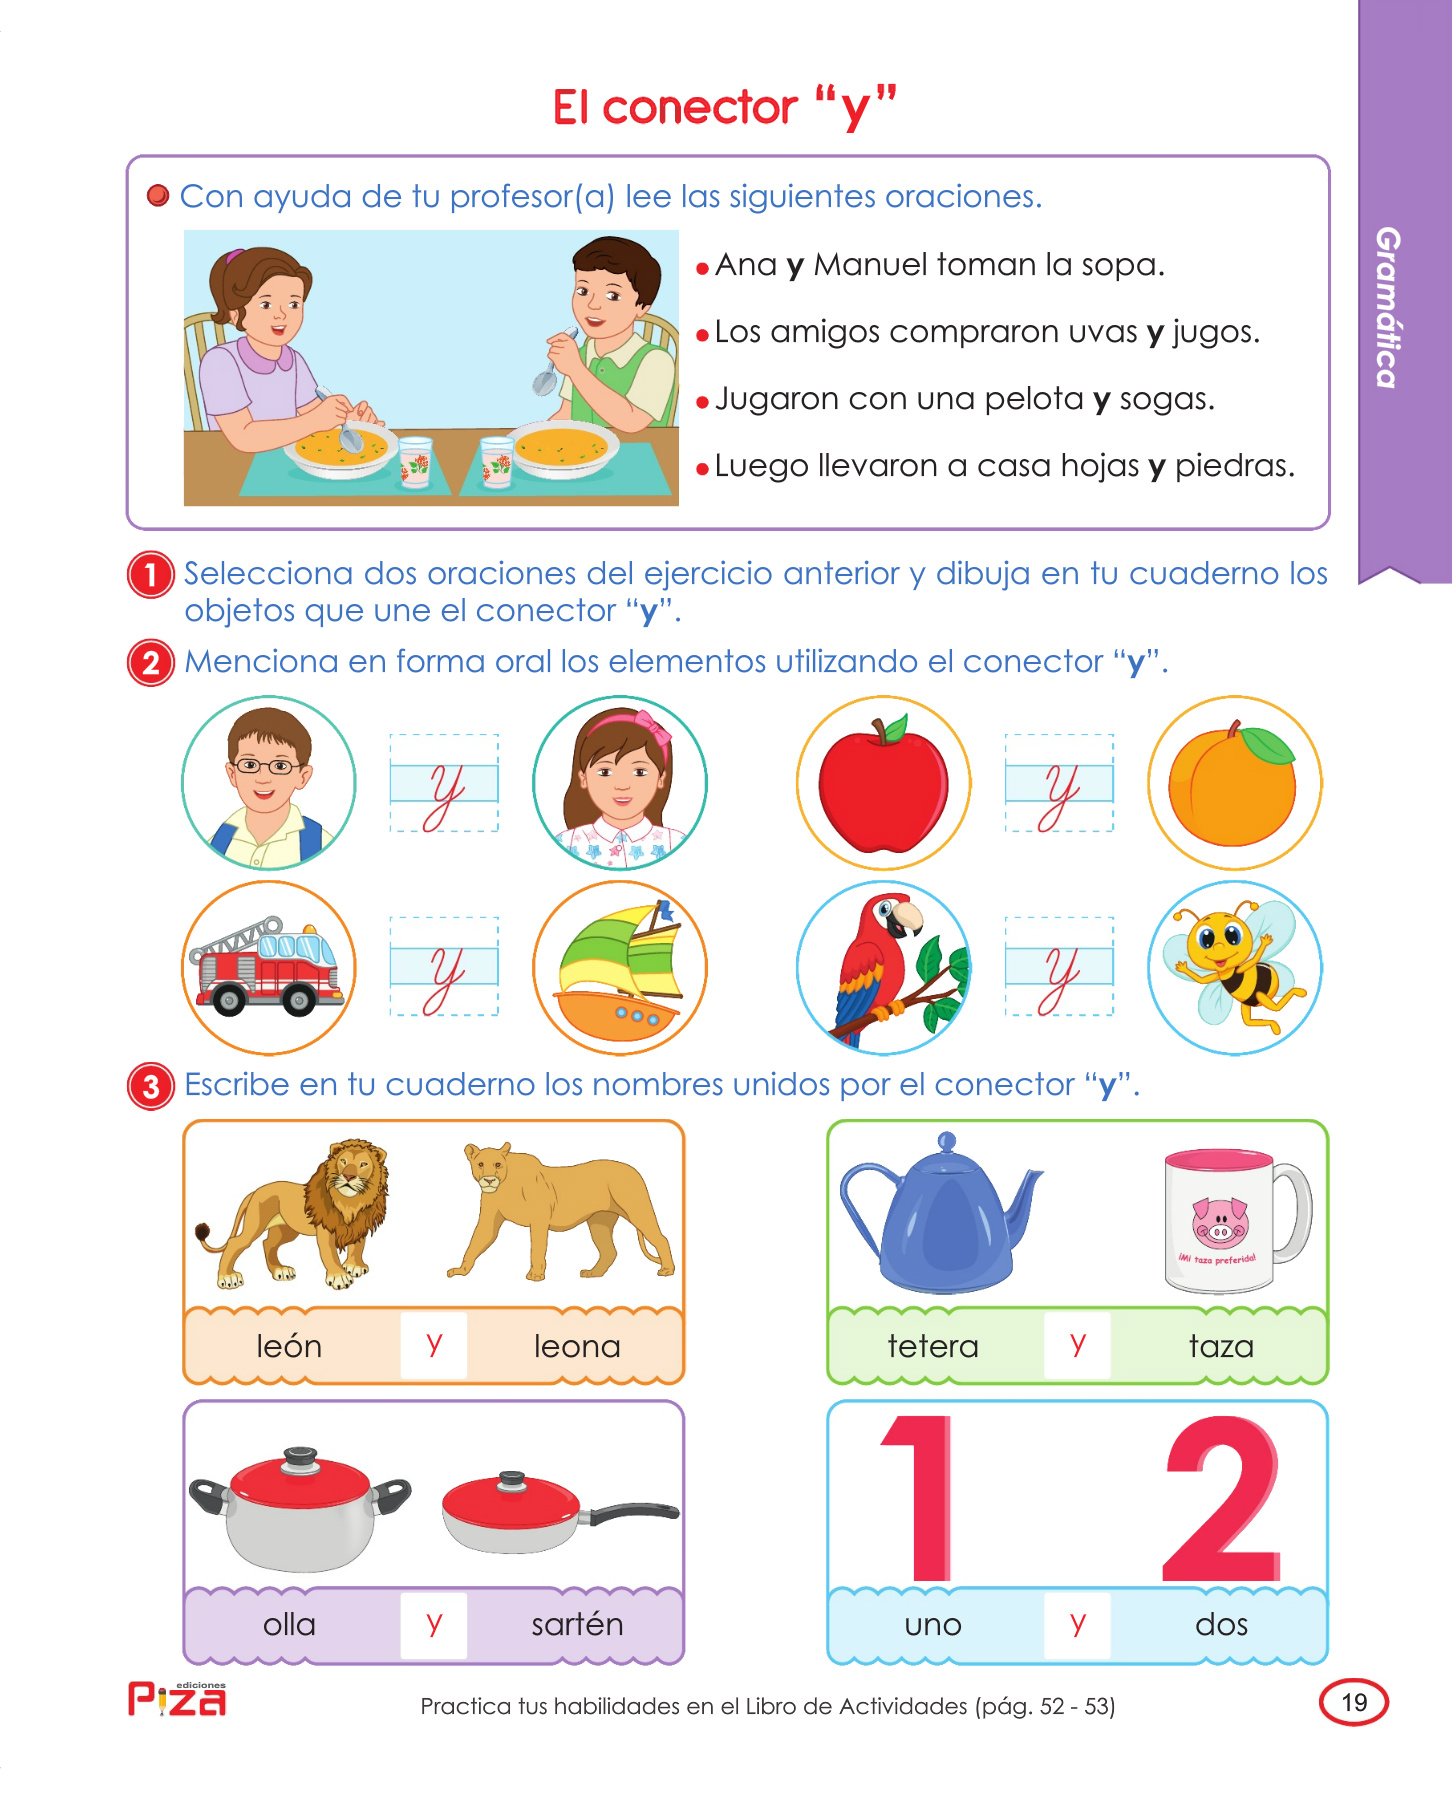 El conector “y”
Gramática
Con ayuda de tu profesor(a) lee las siguientes oraciones.
Ana y Manuel toman la sopa.
Los amigos compraron uvas y jugos.
Jugaron con una pelota y sogas.
Luego llevaron a casa hojas y piedras.
1 Selecciona dos oraciones del ejercicio anterior y dibuja en tu cuaderno los
objetos que une el conector “y”.
2 Menciona en forma oral los elementos utilizando el conector “y”.
y y
y y
3 Escribe en tu cuaderno los nombres unidos por el conector “y”.
¡Mi taza preferida!
león y leona
tetera y taza
1 2
olla y sartén
uno y dos
ediciones
Piza
Practica tus habilidades en el Libro de Actividades (pág. 52 - 53)
19